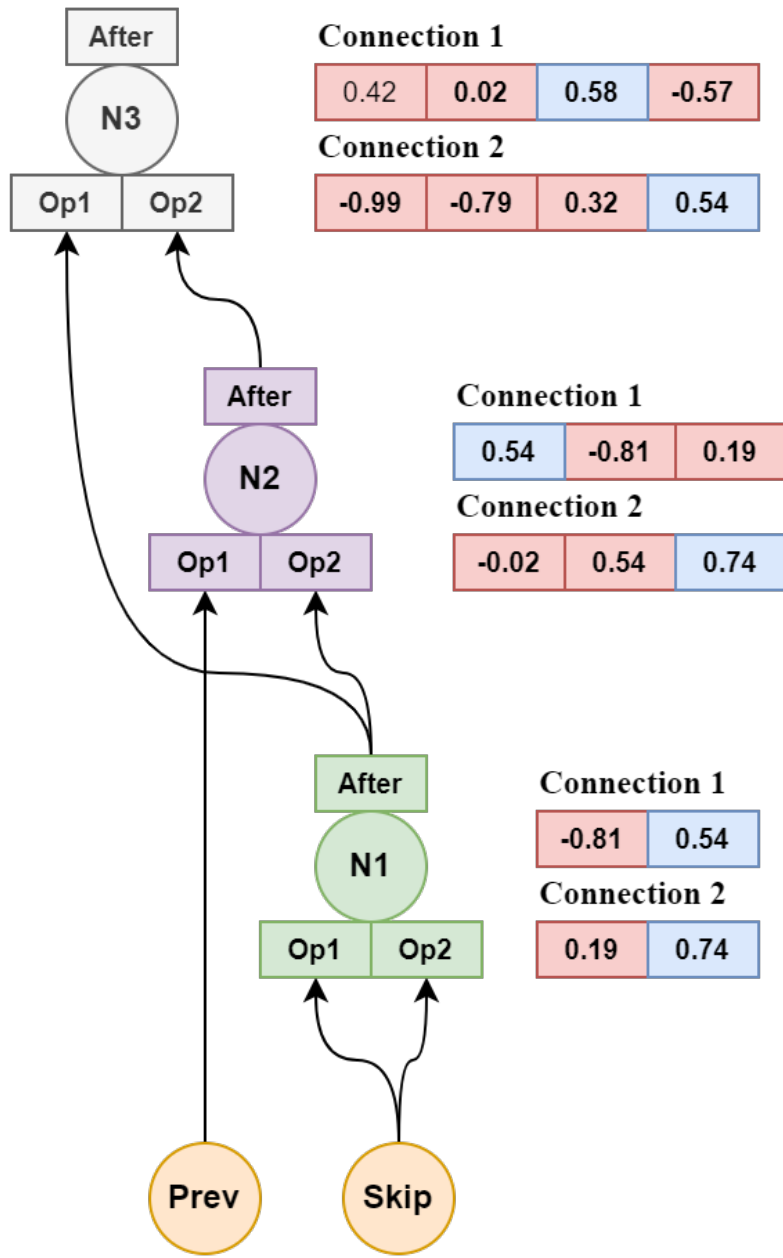 After
N3
Op1 Op2
Connection 1
0.42 0.02 0.58 -0.57
Connection 2
-0.99 -0.79 0.32 0.54
After
N2
Op1 Op2
Connection 1
0.54 -0.81 0.19
Connection 2
-0.02 0.54 0.74
After
N1
Op1 Op2
Connection 1
-0.81 0.54
Connection 2
0.19 0.74
Prev Skip